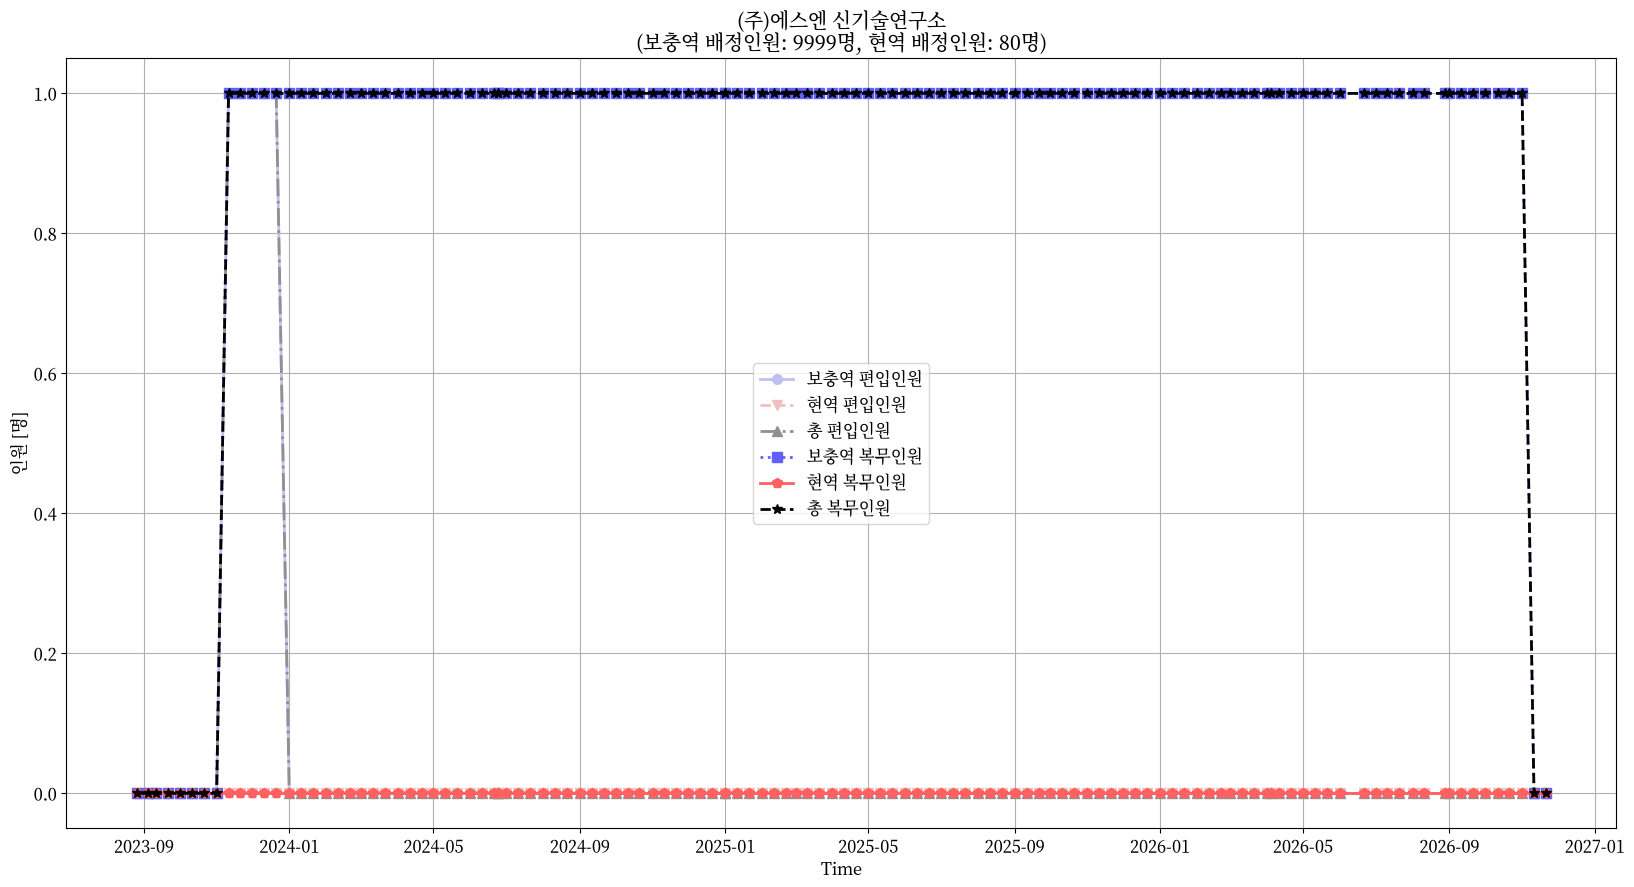 (주)에스엔 신기술연구소
(보충역 배정인원: 9999명, 현역 배정인원: 80명)
1.0
0.8
0.6
0.4
0.2
0.0
인원 [명]
보충역 편입인원
현역 편입인원
총 편입인원
보충역 복무인원
현역 복무인원
총 복무인원
2023-09 2024-01 2024-05 2024-09 2025-01 2025-05 2025-09 2026-01 2026-05 2026-09 2027-01
Time